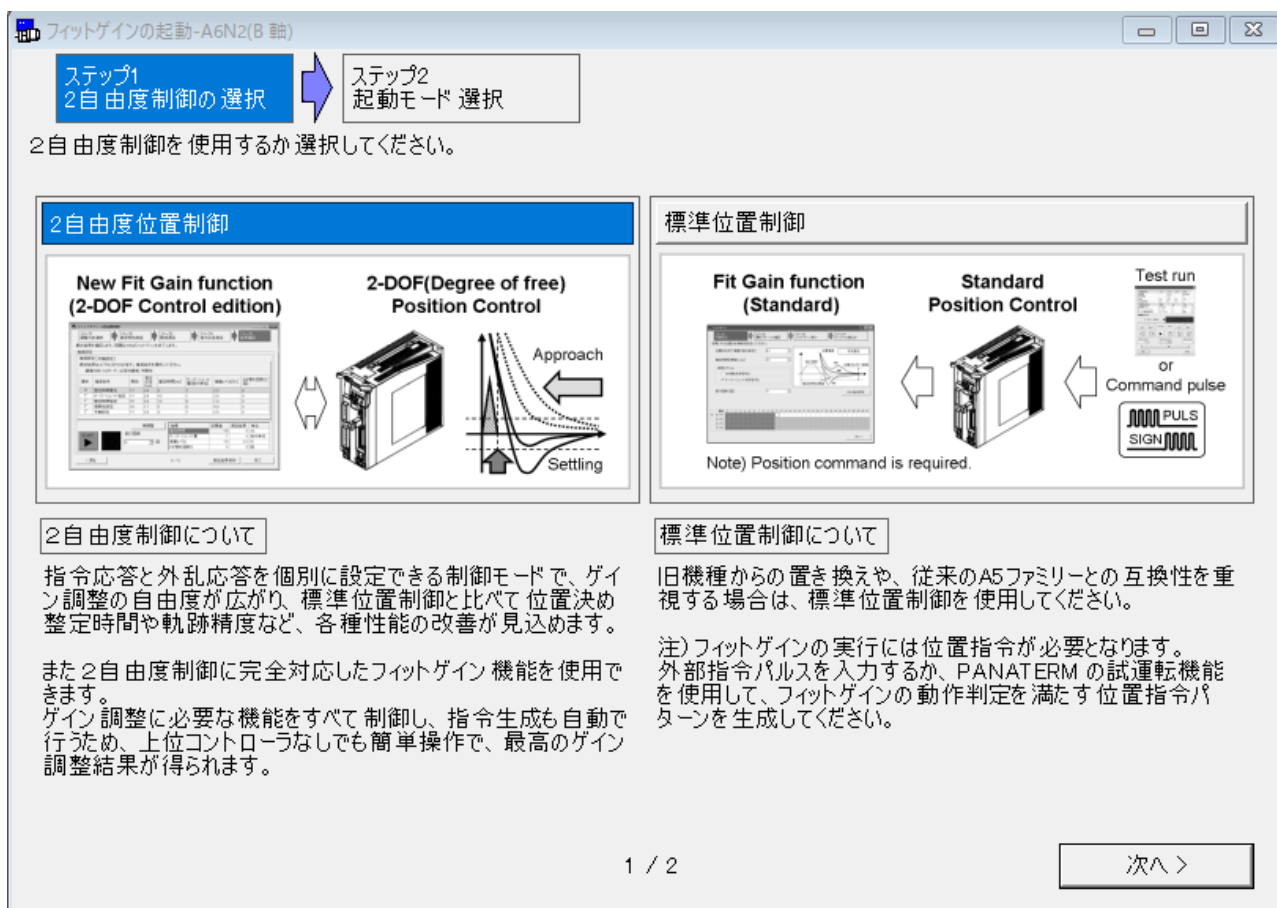 フィットゲインの起動-A6N2(B 軸)
ステップ1
2自由度制御の選択
ステップ2
起動モード 選択
2自由度制御を使用するか選択してください。
2自由度位置制御
New Fit Gain function
(2-DOF Control edition)
2-DOF(Degree of free)
Position Control
Approach
Settling
標準位置制御
Fit Gain function
(Standard)
Standard
Position Control
Test run
or
Command pulse
PULS
SIGN
Note) Position command is required.
2自由度制御について
指令応答と外乱応答を個別に設定できる制御モードで、ゲイ
ン調整の自由度が広がり、標準位置制御と比べて位置決め
整定時間や軌跡精度など、各種性能の改善が見込めます。
また2自由度制御に完全対応したフィットゲイン機能を使用で
きます。
ゲイン調整に必要な機能をすべて制御し、指令生成も自動で
行うため、上位コントローラなしでも簡単操作で、最高のゲイン
調整結果が得られます。
標準位置制御について
旧機種からの置き換えや、従来のA5ファミリーとの互換性を重
視する場合は、標準位置制御を使用してください。
注)フィットゲインの実行には位置指令が必要となります。
外部指令パルスを入力するか、PANATERM の試運転機能
を使用して、フィットゲインの動作判定を満たす位置指令パ
ターンを生成してください。
1 / 2
次へ >